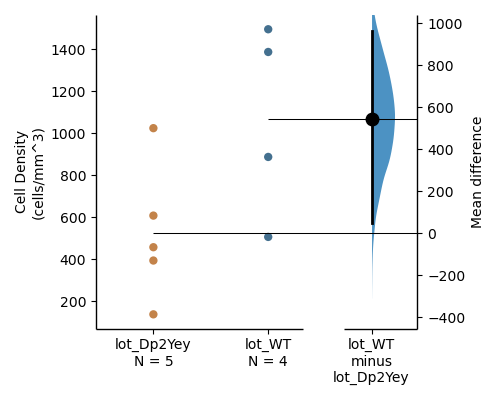 Cell Density
(cells/mm^3)
1400
1200
1000
800
600
400
200
lot_Dp2Yey
N = 5
lot_WT
N = 4
lot_WT
minus
lot_Dp2Yey
1000
800
600
400
200
0
−200
−400
Mean difference